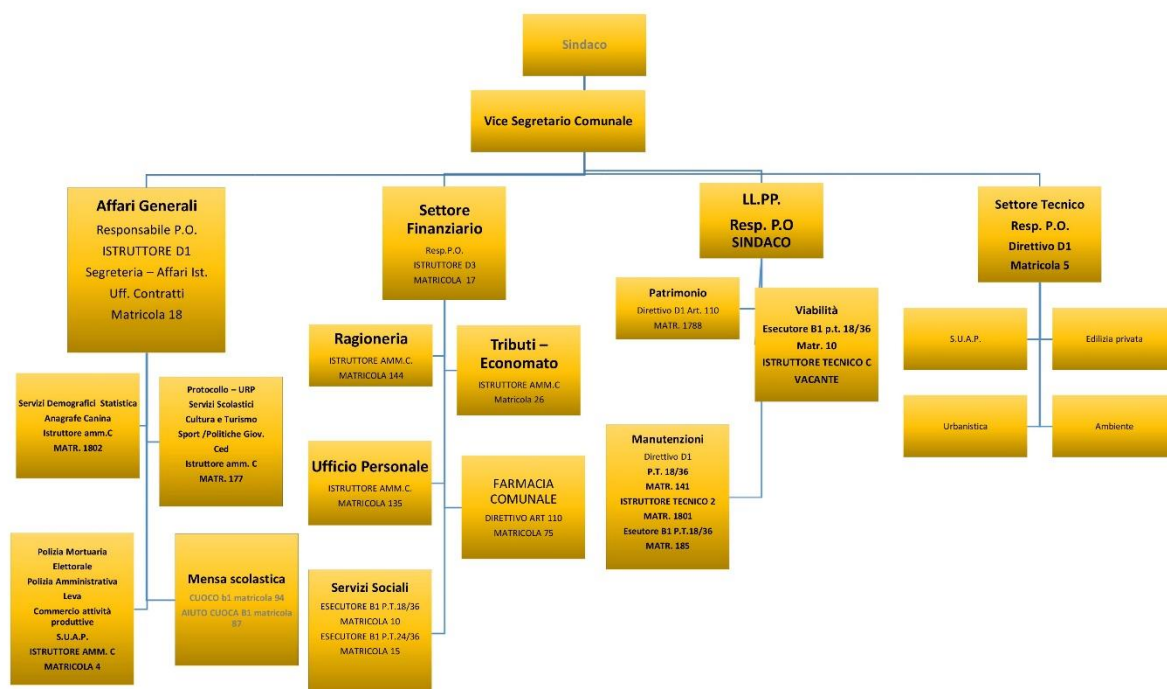 Sindaco
Vice Segretario Comunale
Affari Generali
Responsabile P.O.
ISTRUTTORE D1
Segreteria – Affari Ist.
Uff. Contratti
Matricola 18
Settore
Finanziario
Resp.P.O.
ISTRUTTORE D3
MATRICOLA 17
LL.PP.
Resp. P.O
SINDACO
Settore Tecnico
Resp. P.O.
Direttivo D1
Matricola 5
Servizi Demografici Statistica
Anagrafe Canina
Istruttore amm.C
MATR. 1802
Protocollo – URP
Servizi Scolastici
Cultura e Turismo
Sport /Politiche Giov.
Ced
Istruttore amm. C
MATR. 177
Polizia Mortuaria
Elettorale
Polizia Amministrativa
Leva
Commercio attività
produttive
S.U.A.P.
ISTRUTTORE AMM. C
MATRICOLA 4
Mensa scolastica
CUOCO b1 matricola 94
AIUTO CUOCA B1 matricola
87
Ragioneria
ISTRUTTORE AMM.C.
MATRICOLA 144
Tributi –
Economato
ISTRUTTORE AMM.C
Matricola 26
Ufficio Personale
ISTRUTTORE AMM.C.
MATRICOLA 135
FARMACIA
COMUNALE
DIRETTIVO ART 110
MATRICOLA 75
Servizi Sociali
ESECUTORE B1 P.T.18/36
MATRICOLA 10
ESECUTORE B1 P.T.24/36
MATRICOLA 15
Patrimonio
Direttivo D1 Art. 110
MATR. 1788
Viabilità
Esecutore B1 p.t. 18/36
Matr. 10
ISTRUTTORE TECNICO C
VACANTE
Manutenzioni
Direttivo D1
P.T. 18/36
MATR. 141
ISTRUTTORE TECNICO 2
MATR. 1801
Eseutore B1 P.T.18/36
MATR. 185
S.U.A.P.
Edilizia privata
Urbanistica
Ambiente